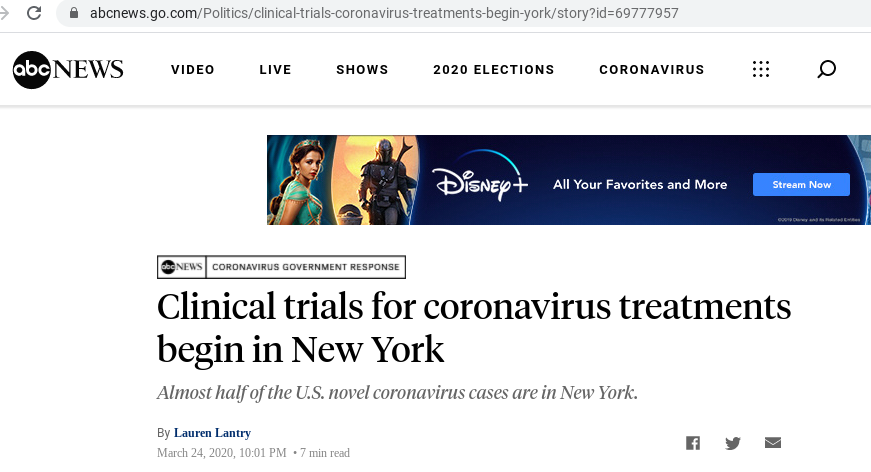 abcnews.go.com/Politics/clinical-trials-coronavirus-treatments-begin-york/story?id=69777957
abc NEWS VIDEO LIVE SHOWS 2020 ELECTIONS CORONAVIRUS
Disney+ All Your Favorites and More Stream Now
©2019 Disney and its Related Entities
abc NEWS CORONAVIRUS GOVERNMENT RESPONSE
Clinical trials for coronavirus treatments
begin in New York
Almost half of the U.S. novel coronavirus cases are in New York.
By Lauren Lantry
March 24, 2020, 10:01 PM • 7 min read